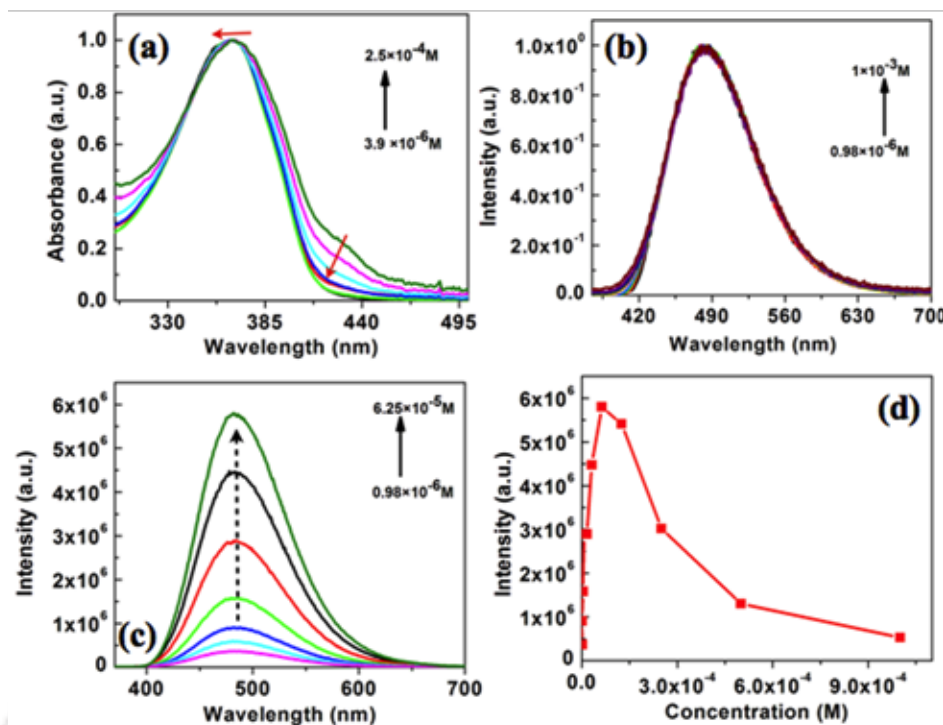 (a)
1.0
0.8
0.6
0.4
0.2
0.0
Absorbance (a.u.)
2.5×10⁻⁴M
3.9 ×10⁻⁶M
330 385 440 495
Wavelength (nm)
(b)
1.0x10⁰
8.0x10⁻¹
6.0x10⁻¹
4.0x10⁻¹
2.0x10⁻¹
0.0
Intensity (a.u.)
1×10⁻³M
0.98×10⁻⁶M
420 490 560 630 700
Wavelength (nm)
(c)
6x10⁶
5x10⁶
4x10⁶
3x10⁶
2x10⁶
1x10⁶
0
Intensity (a.u.)
6.25×10⁻⁵M
0.98×10⁻⁶M
400 500 600 700
Wavelength (nm)
(d)
6x10⁶
5x10⁶
4x10⁶
3x10⁶
2x10⁶
1x10⁶
0
Intensity (a.u.)
0.0 3.0x10⁻⁴ 6.0x10⁻⁴ 9.0x10⁻⁴
Concentration (M)